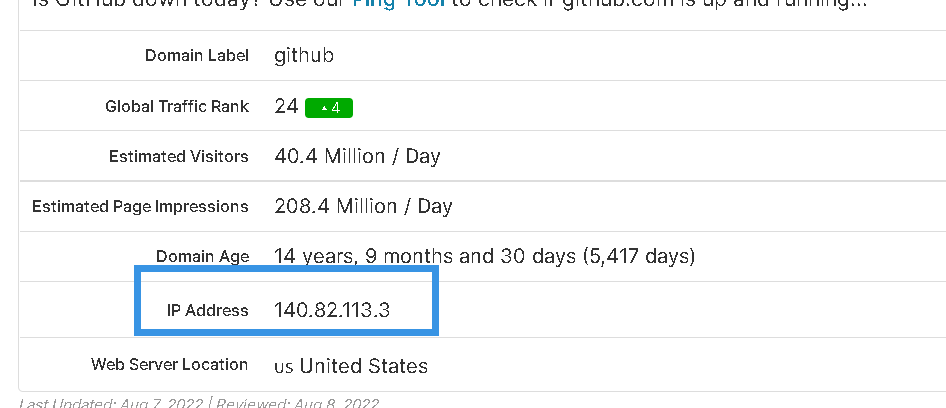 is GitHub down today? Use our Ping Tool to check if github.com is up and running...
Domain Label github
Global Traffic Rank 24 ▲4
Estimated Visitors 40.4 Million / Day
Estimated Page Impressions 208.4 Million / Day
Domain Age 14 years, 9 months and 30 days (5,417 days)
IP Address 140.82.113.3
Web Server Location us United States
Last Updated: Aug 7, 2022 | Reviewed: Aug 8, 2022